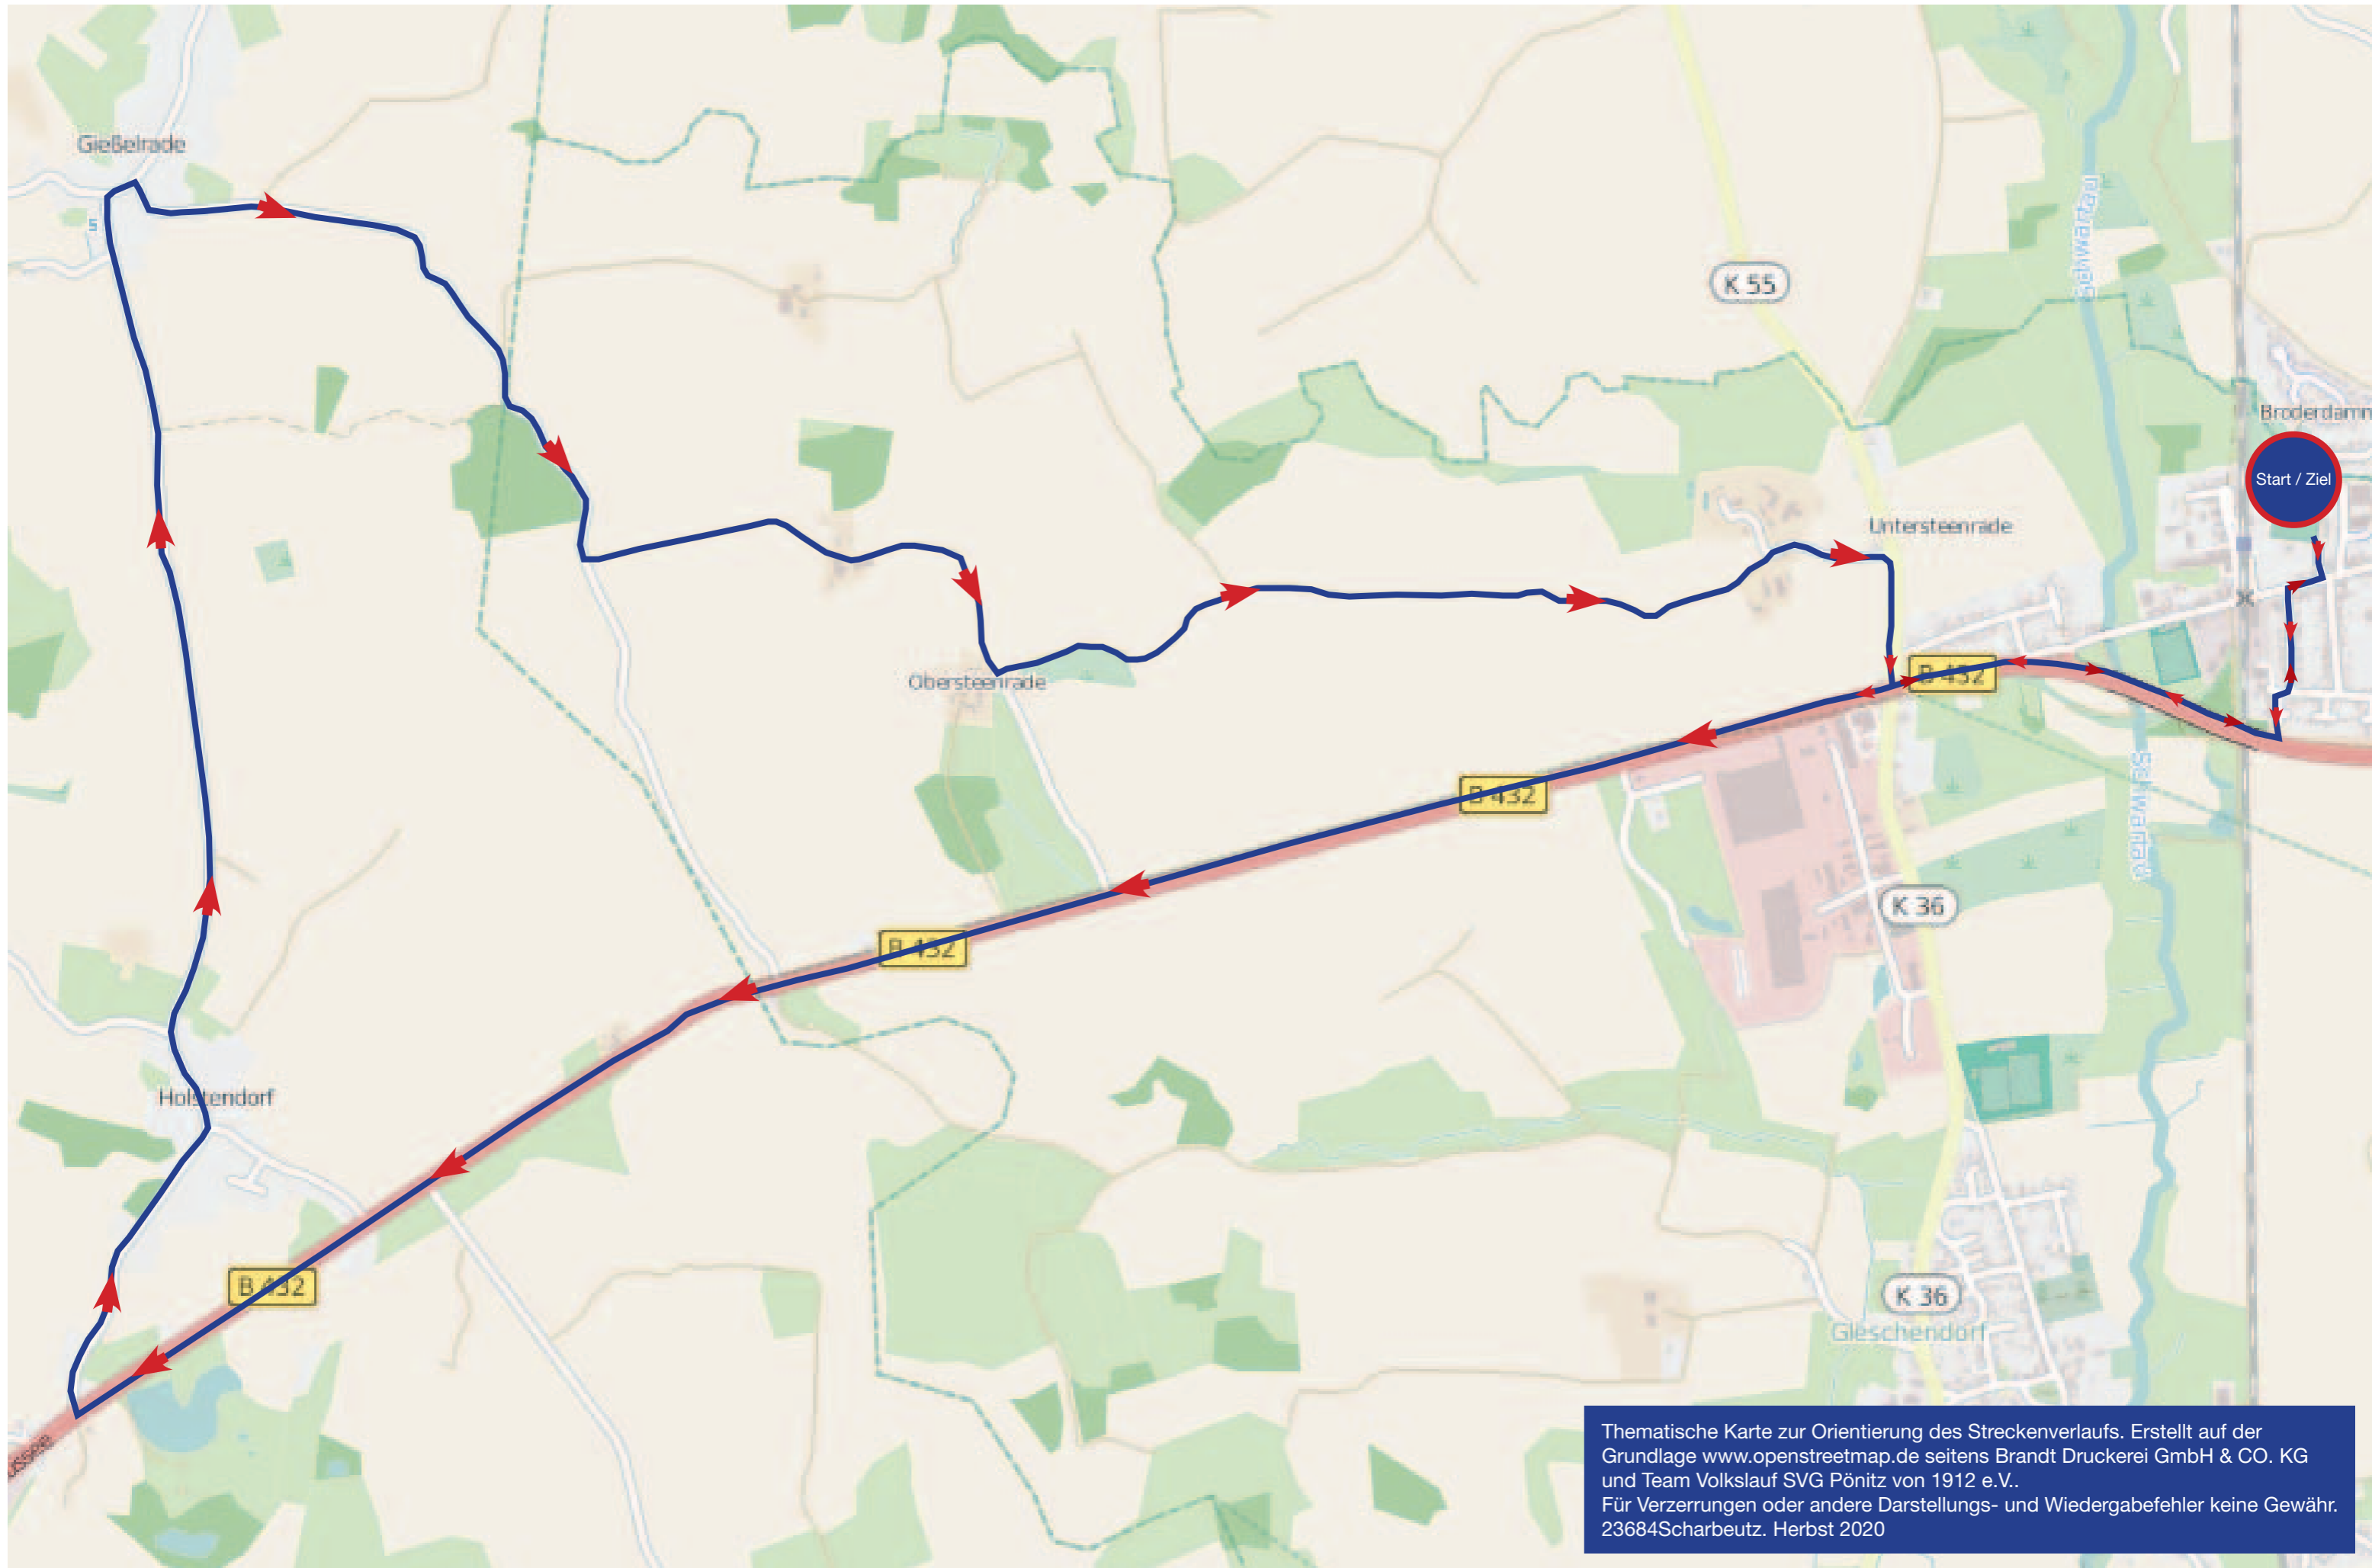 Gießelrade
S
K 55
Schwartau
Broderdamm
Start / Ziel
Untersteenrade
B 432
Obersteenrade
B 432
Schwartau
K 36
B 432
Holstendorf
B 432
K 36
Gleschendorf
Thematische Karte zur Orientierung des Streckenverlaufs. Erstellt auf der
Grundlage www.openstreetmap.de seitens Brandt Druckerei GmbH & CO. KG
und Team Volkslauf SVG Pönitz von 1912 e.V..
Für Verzerrungen oder andere Darstellungs- und Wiedergabefehler keine Gewähr.
23684Scharbeutz. Herbst 2020